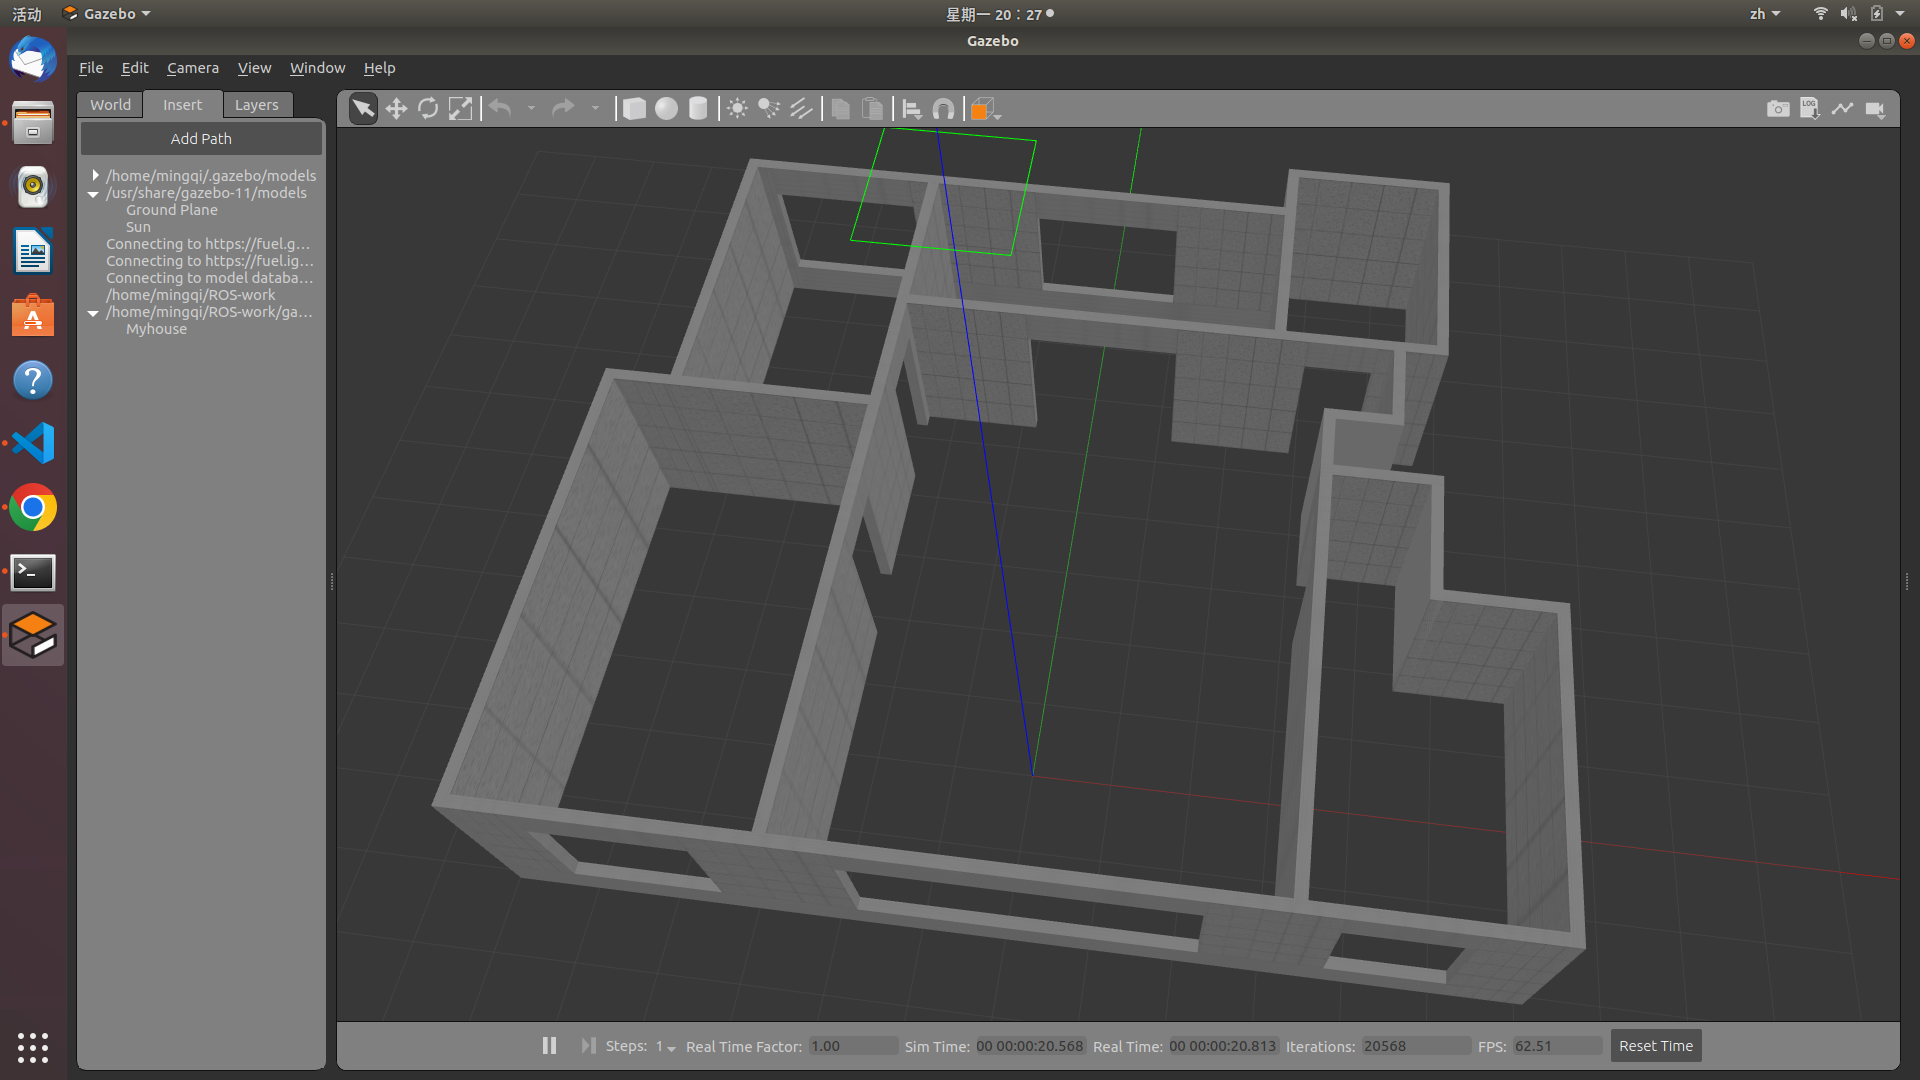 活动 Gazebo 星期一 20：27 zh
Gazebo
File Edit Camera View Window Help
World Insert Layers
Add Path
/home/mingqi/.gazebo/models
/usr/share/gazebo-11/models
Ground Plane
Sun
Connecting to https://fuel.g...
Connecting to https://fuel.ig...
Connecting to model databa...
/home/mingqi/ROS-work
/home/mingqi/ROS-work/ga...
Myhouse
LOG
Steps: 1 Real Time Factor: 1.00 Sim Time: 00 00:00:20.568 Real Time: 00 00:00:20.813 Iterations: 20568 FPS: 62.51 Reset Time